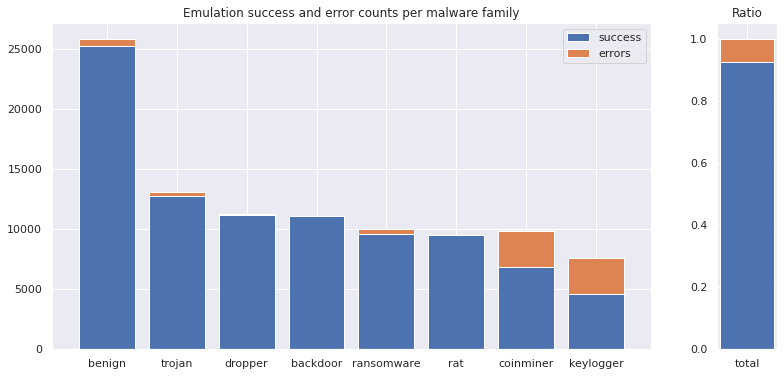 Emulation success and error counts per malware family
success
errors
25000
20000
15000
10000
5000
0
benign trojan dropper backdoor ransomware rat coinminer keylogger
Ratio
1.0
0.8
0.6
0.4
0.2
0.0
total